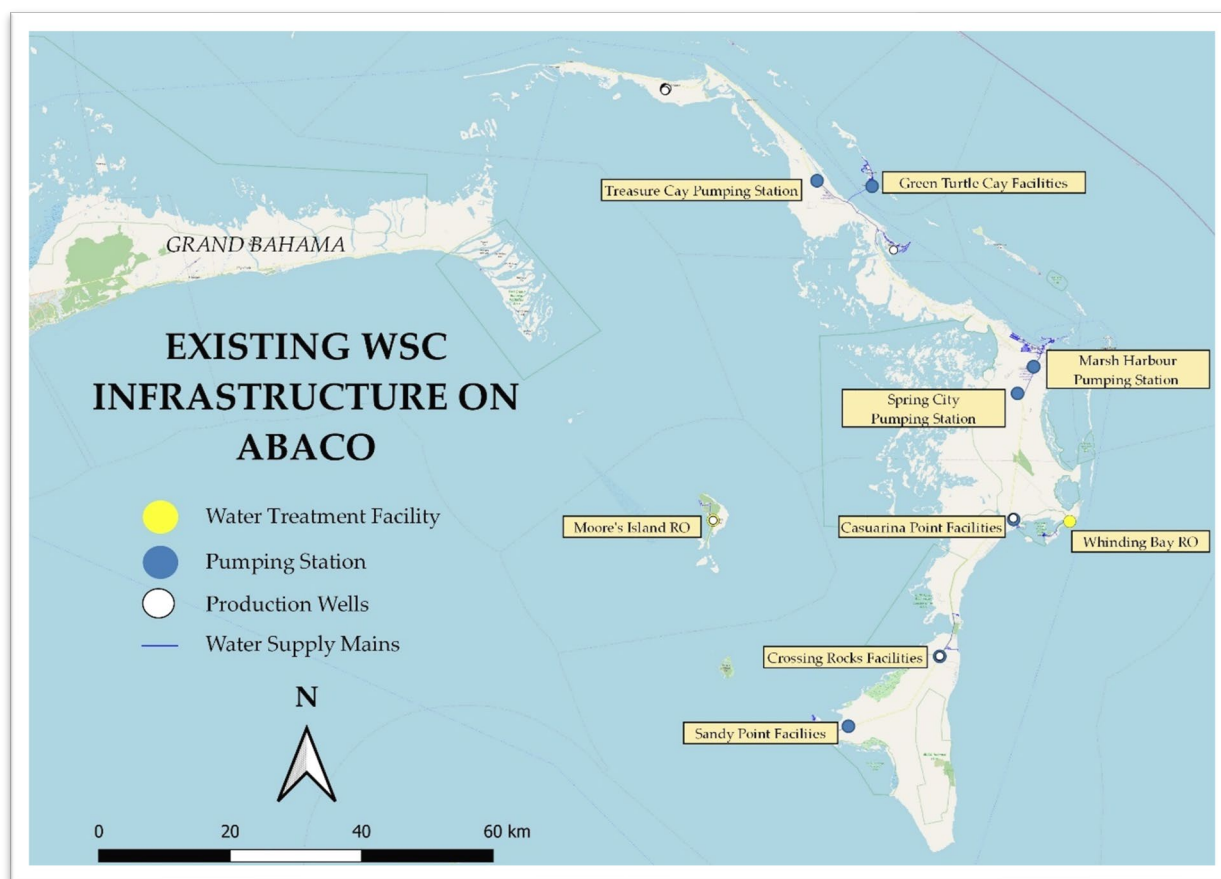 Treasure Cay Pumping Station
Green Turtle Cay Facilities
GRAND BAHAMA
EXISTING WSC
INFRASTRUCTURE ON
ABACO
Marsh Harbour
Pumping Station
Spring City
Pumping Station
Water Treatment Facility
Moore's Island RO
Casuarina Point Facilities
Whinding Bay RO
Pumping Station
Production Wells
Water Supply Mains
Crossing Rocks Facilities
N
Sandy Point Faciliies
0 20 40 60 km